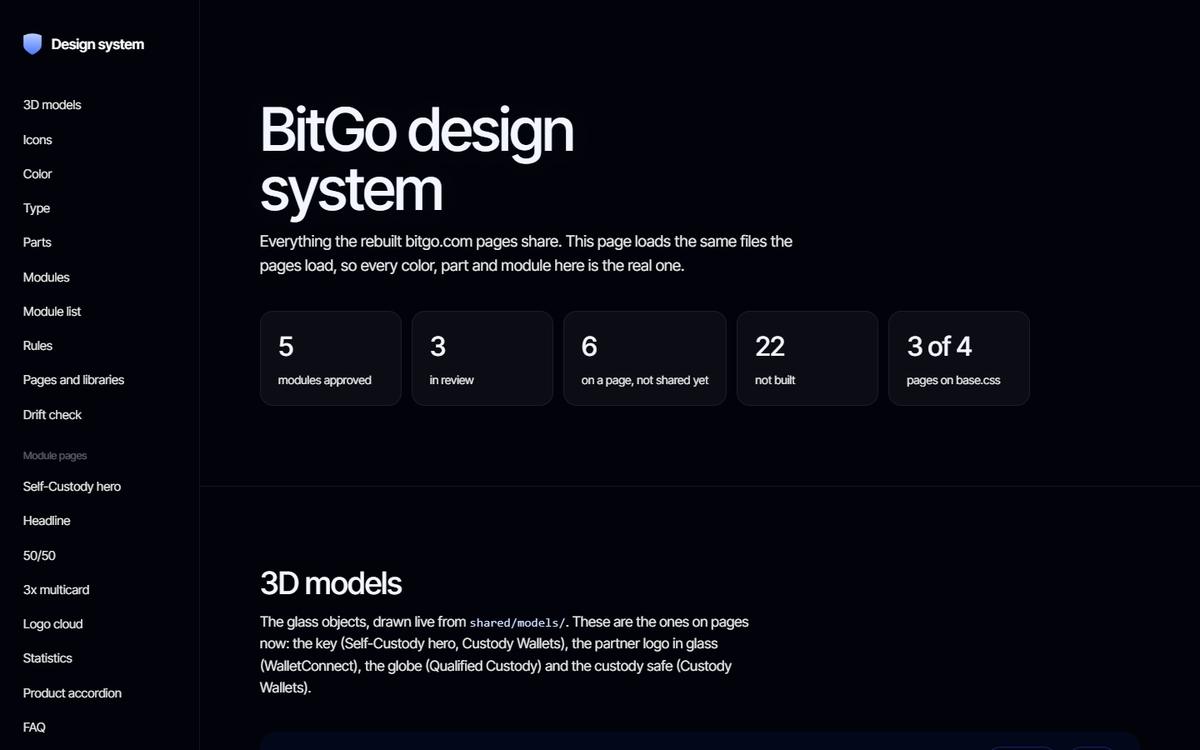 Design system
3D models
Icons
Color
Type
Parts
Modules
Module list
Rules
Pages and libraries
Drift check
Module pages
Self-Custody hero
Headline
50/50
3x multicard
Logo cloud
Statistics
Product accordion
FAQ
BitGo design
system
Everything the rebuilt bitgo.com pages share. This page loads the same files the
pages load, so every color, part and module here is the real one.
5
modules approved
3
in review
6
on a page, not shared yet
22
not built
3 of 4
pages on base.css
3D models
The glass objects, drawn live from shared/models/. These are the ones on pages
now: the key (Self-Custody hero, Custody Wallets), the partner logo in glass
(WalletConnect), the globe (Qualified Custody) and the custody safe (Custody
Wallets).